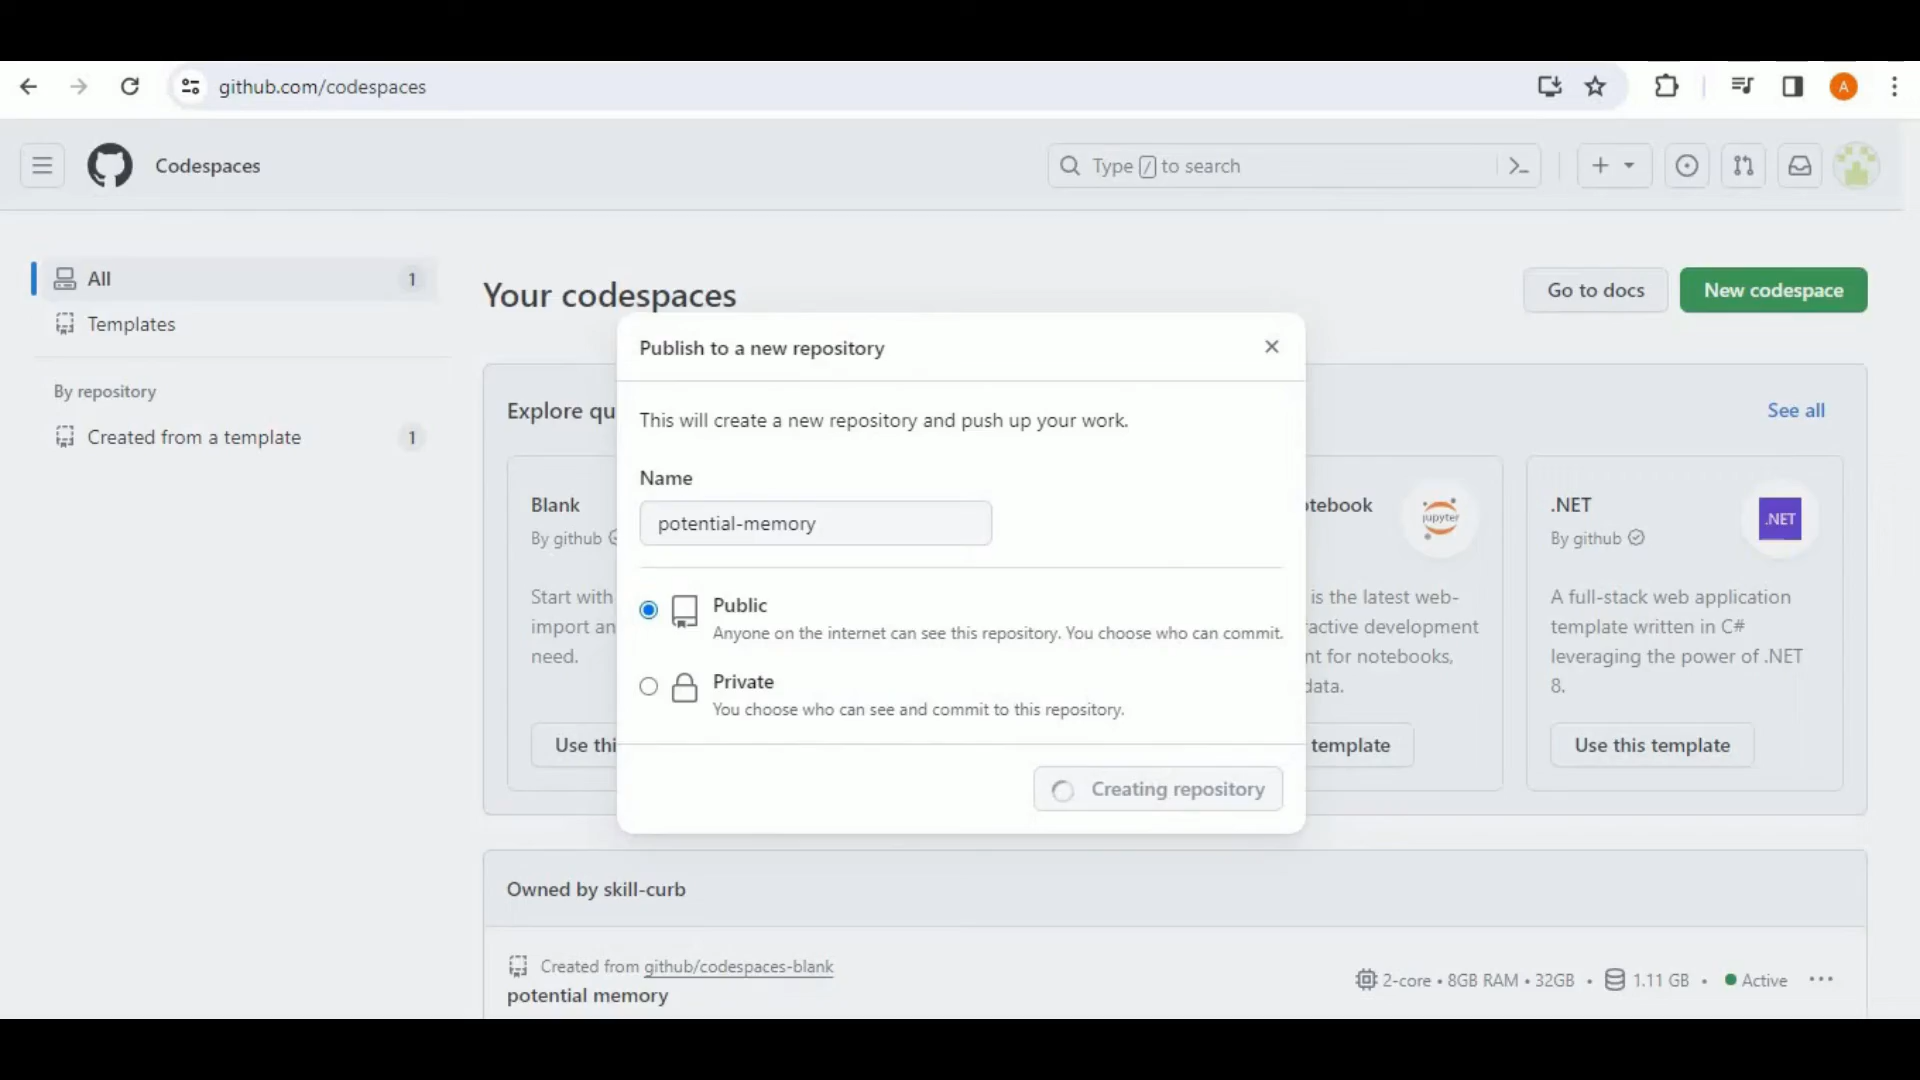 github.com/codespaces
A
Codespaces
Type / to search
All 1
Templates
By repository
Created from a template 1
Your codespaces
Go to docs
New codespace
Explore qu
See all
Blank
By github
Start with
import an
need.
Use thi
Publish to a new repository
This will create a new repository and push up your work.
Name
potential-memory
Public
Anyone on the internet can see this repository. You choose who can commit.
Private
You choose who can see and commit to this repository.
Creating repository
tebook
jupyter
is the latest web-
ractive development
nt for notebooks,
data.
template
.NET
.NET
By github
A full-stack web application
template written in C#
leveraging the power of .NET
8.
Use this template
Owned by skill-curb
Created from github/codespaces-blank
potential memory
2-core • 8GB RAM • 32GB • 1.11 GB • Active